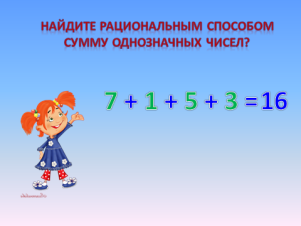 НАЙДИТЕ РАЦИОНАЛЬНЫМ СПОСОБОМ
СУММУ ОДНОЗНАЧНЫХ ЧИСЕЛ?
7 + 1 + 5 + 3 = 16